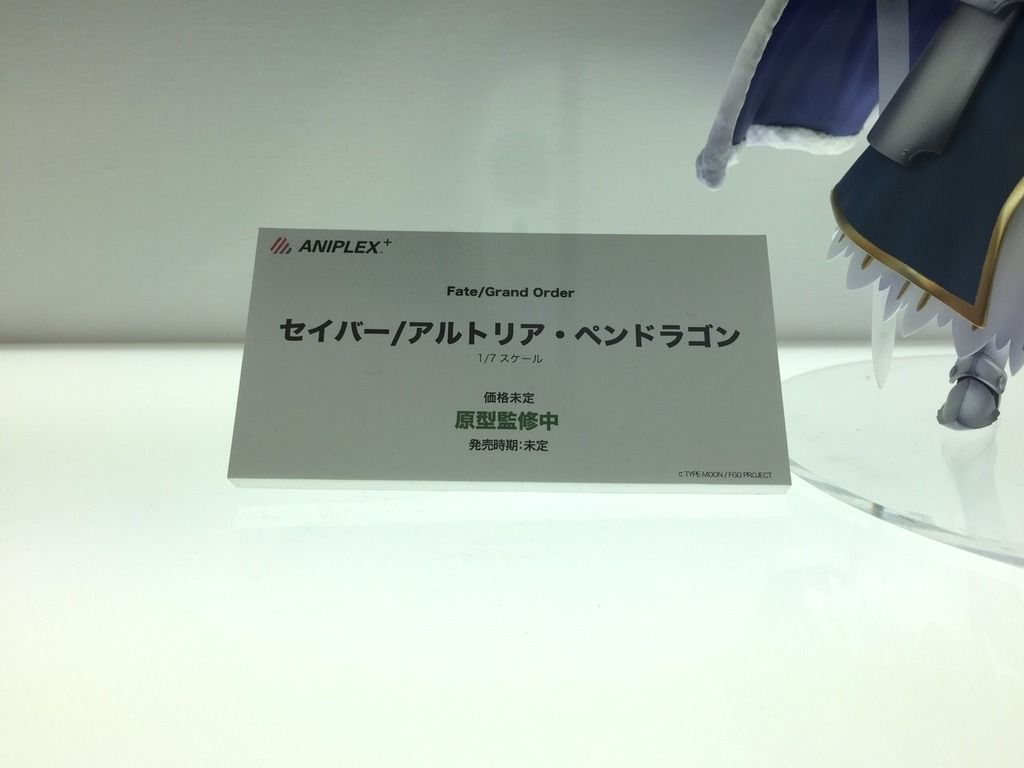 ANIPLEX+
Fate/Grand Order
セイバー/アルトリア・ペンドラゴン
1/7 スケール
価格未定
原型監修中
発売時期:未定
c TYPE-MOON / FGO PROJECT